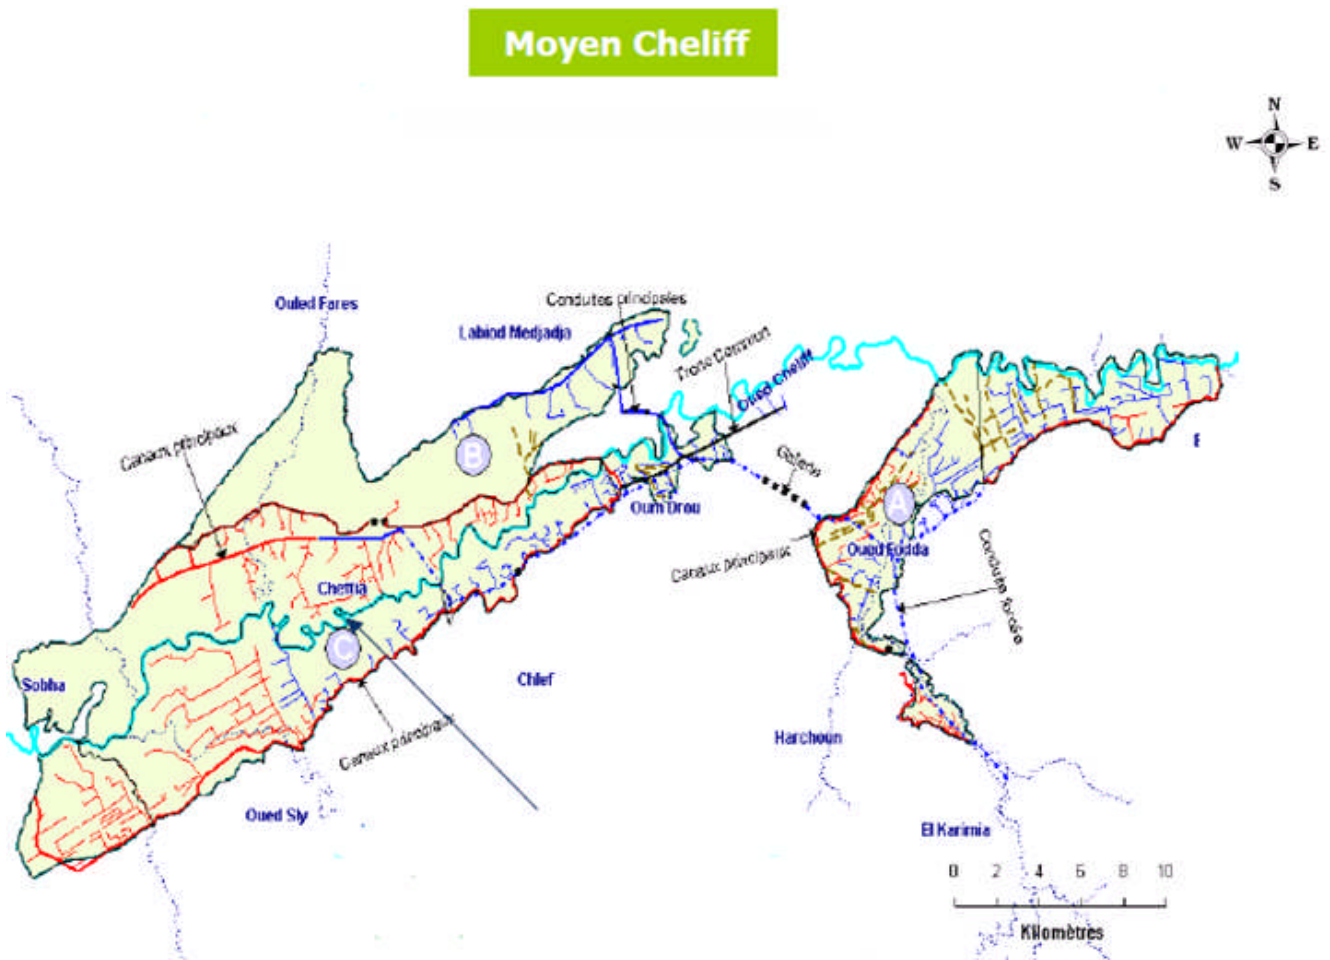 Moyen Cheliff
N
W E
S
Ouled Fares
Conduites principales
Labiod Medjadja
Tronc Commun
Oued Cheliff
Canaux principaux
B
Galerie
E
A
Oum Drou
Canaux principaux
Oued Fodda
Conduite forcée
Chettia
C
Sobha
Chlef
Canaux principaux
Harchoun
Oued Sly
El Karimia
0 2 4 6 8 10
Kilomètres